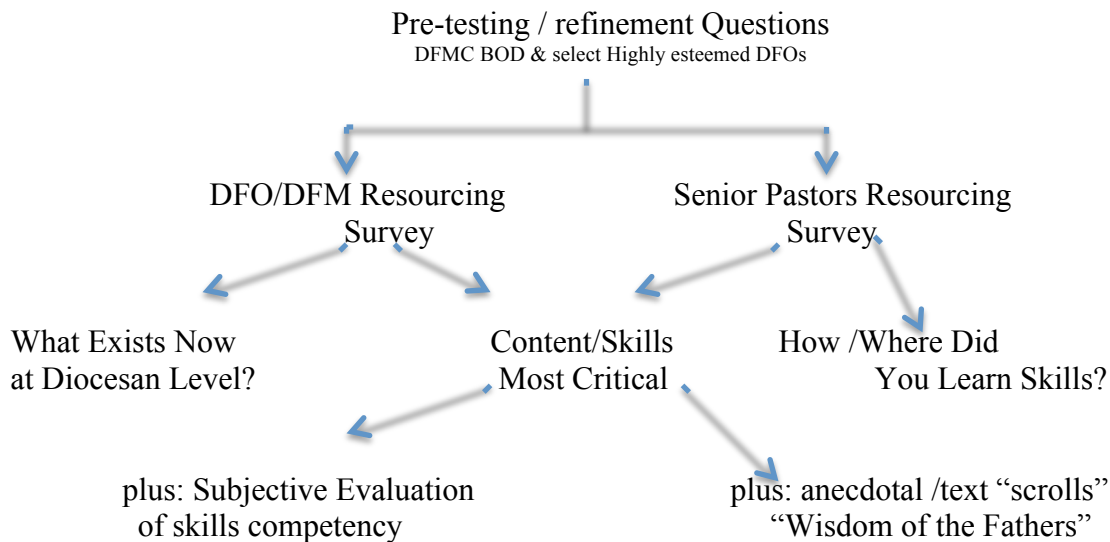 Pre-testing / refinement Questions
DFMC BOD & select Highly esteemed DFOs
DFO/DFM Resourcing
Survey
Senior Pastors Resourcing
Survey
What Exists Now
at Diocesan Level?
Content/Skills
Most Critical
How /Where Did
You Learn Skills?
plus: Subjective Evaluation
of skills competency
plus: anecdotal /text “scrolls”
“Wisdom of the Fathers”